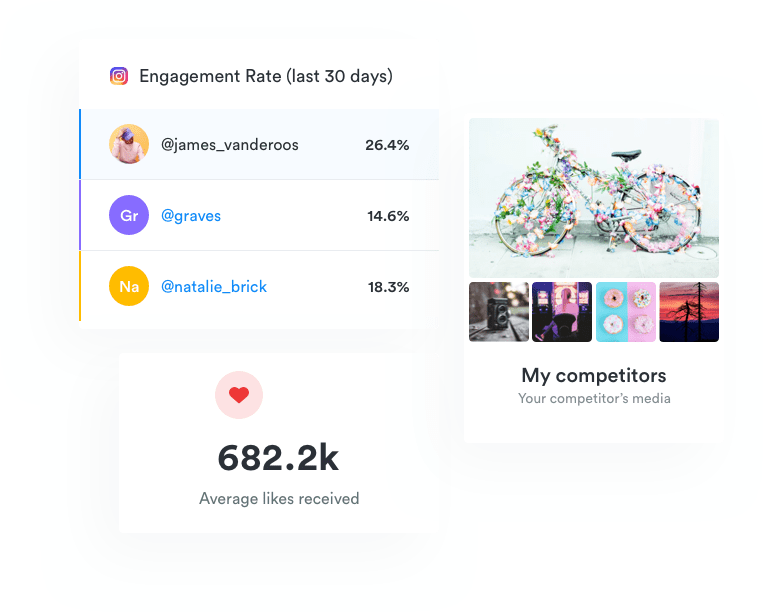 Engagement Rate (last 30 days)
@james_vanderoos 26.4%
Gr @graves 14.6%
Na @natalie_brick 18.3%
682.2k
Average likes received
My competitors
Your competitor's media